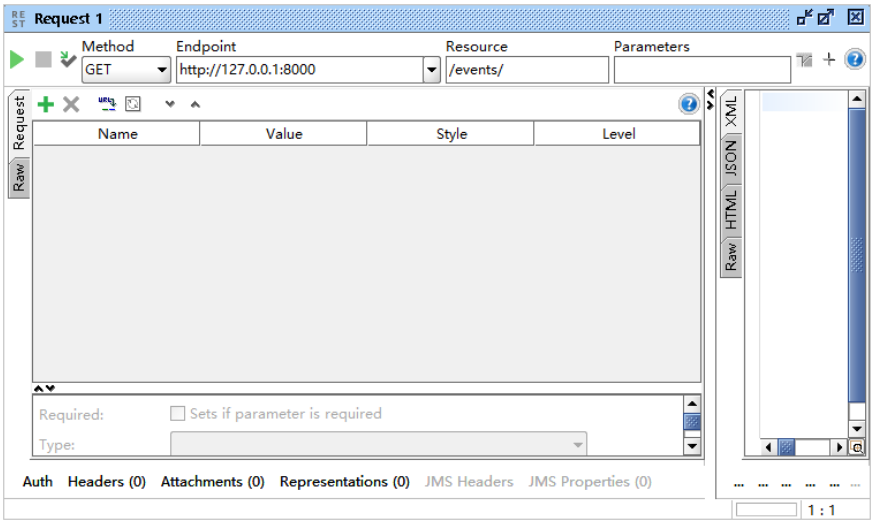 RE
ST Request 1
Method Endpoint Resource Parameters
GET http://127.0.0.1:8000 /events/
Request
Raw
Name Value Style Level
XML
JSON
HTML
Raw
Required: Sets if parameter is required
Type:
Auth Headers (0) Attachments (0) Representations (0) JMS Headers JMS Properties (0) ... ... ... ... ... ...
1 : 1